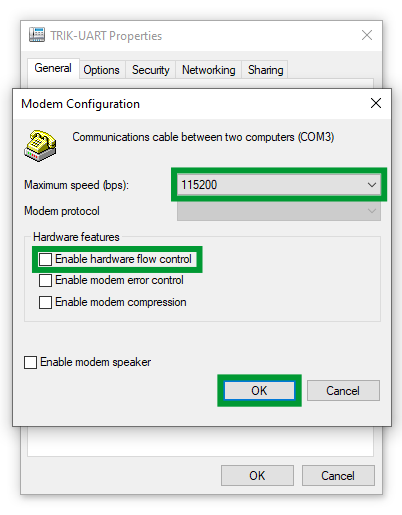 TRIK-UART Properties
General Options Security Networking Sharing
Modem Configuration
Communications cable between two computers (COM3)
Maximum speed (bps): 115200
Modem protocol
Hardware features
Enable hardware flow control
Enable modem error control
Enable modem compression
Enable modem speaker
OK Cancel
OK Cancel